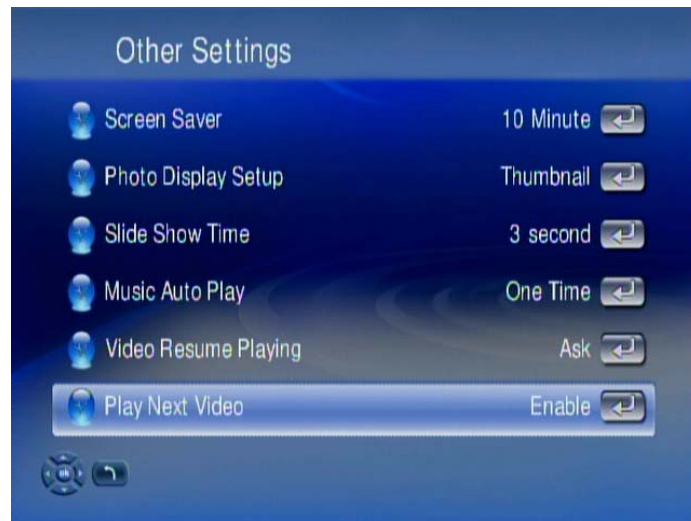 Other Settings
Screen Saver 10 Minute
Photo Display Setup Thumbnail
Slide Show Time 3 second
Music Auto Play One Time
Video Resume Playing Ask
Play Next Video Enable
ok